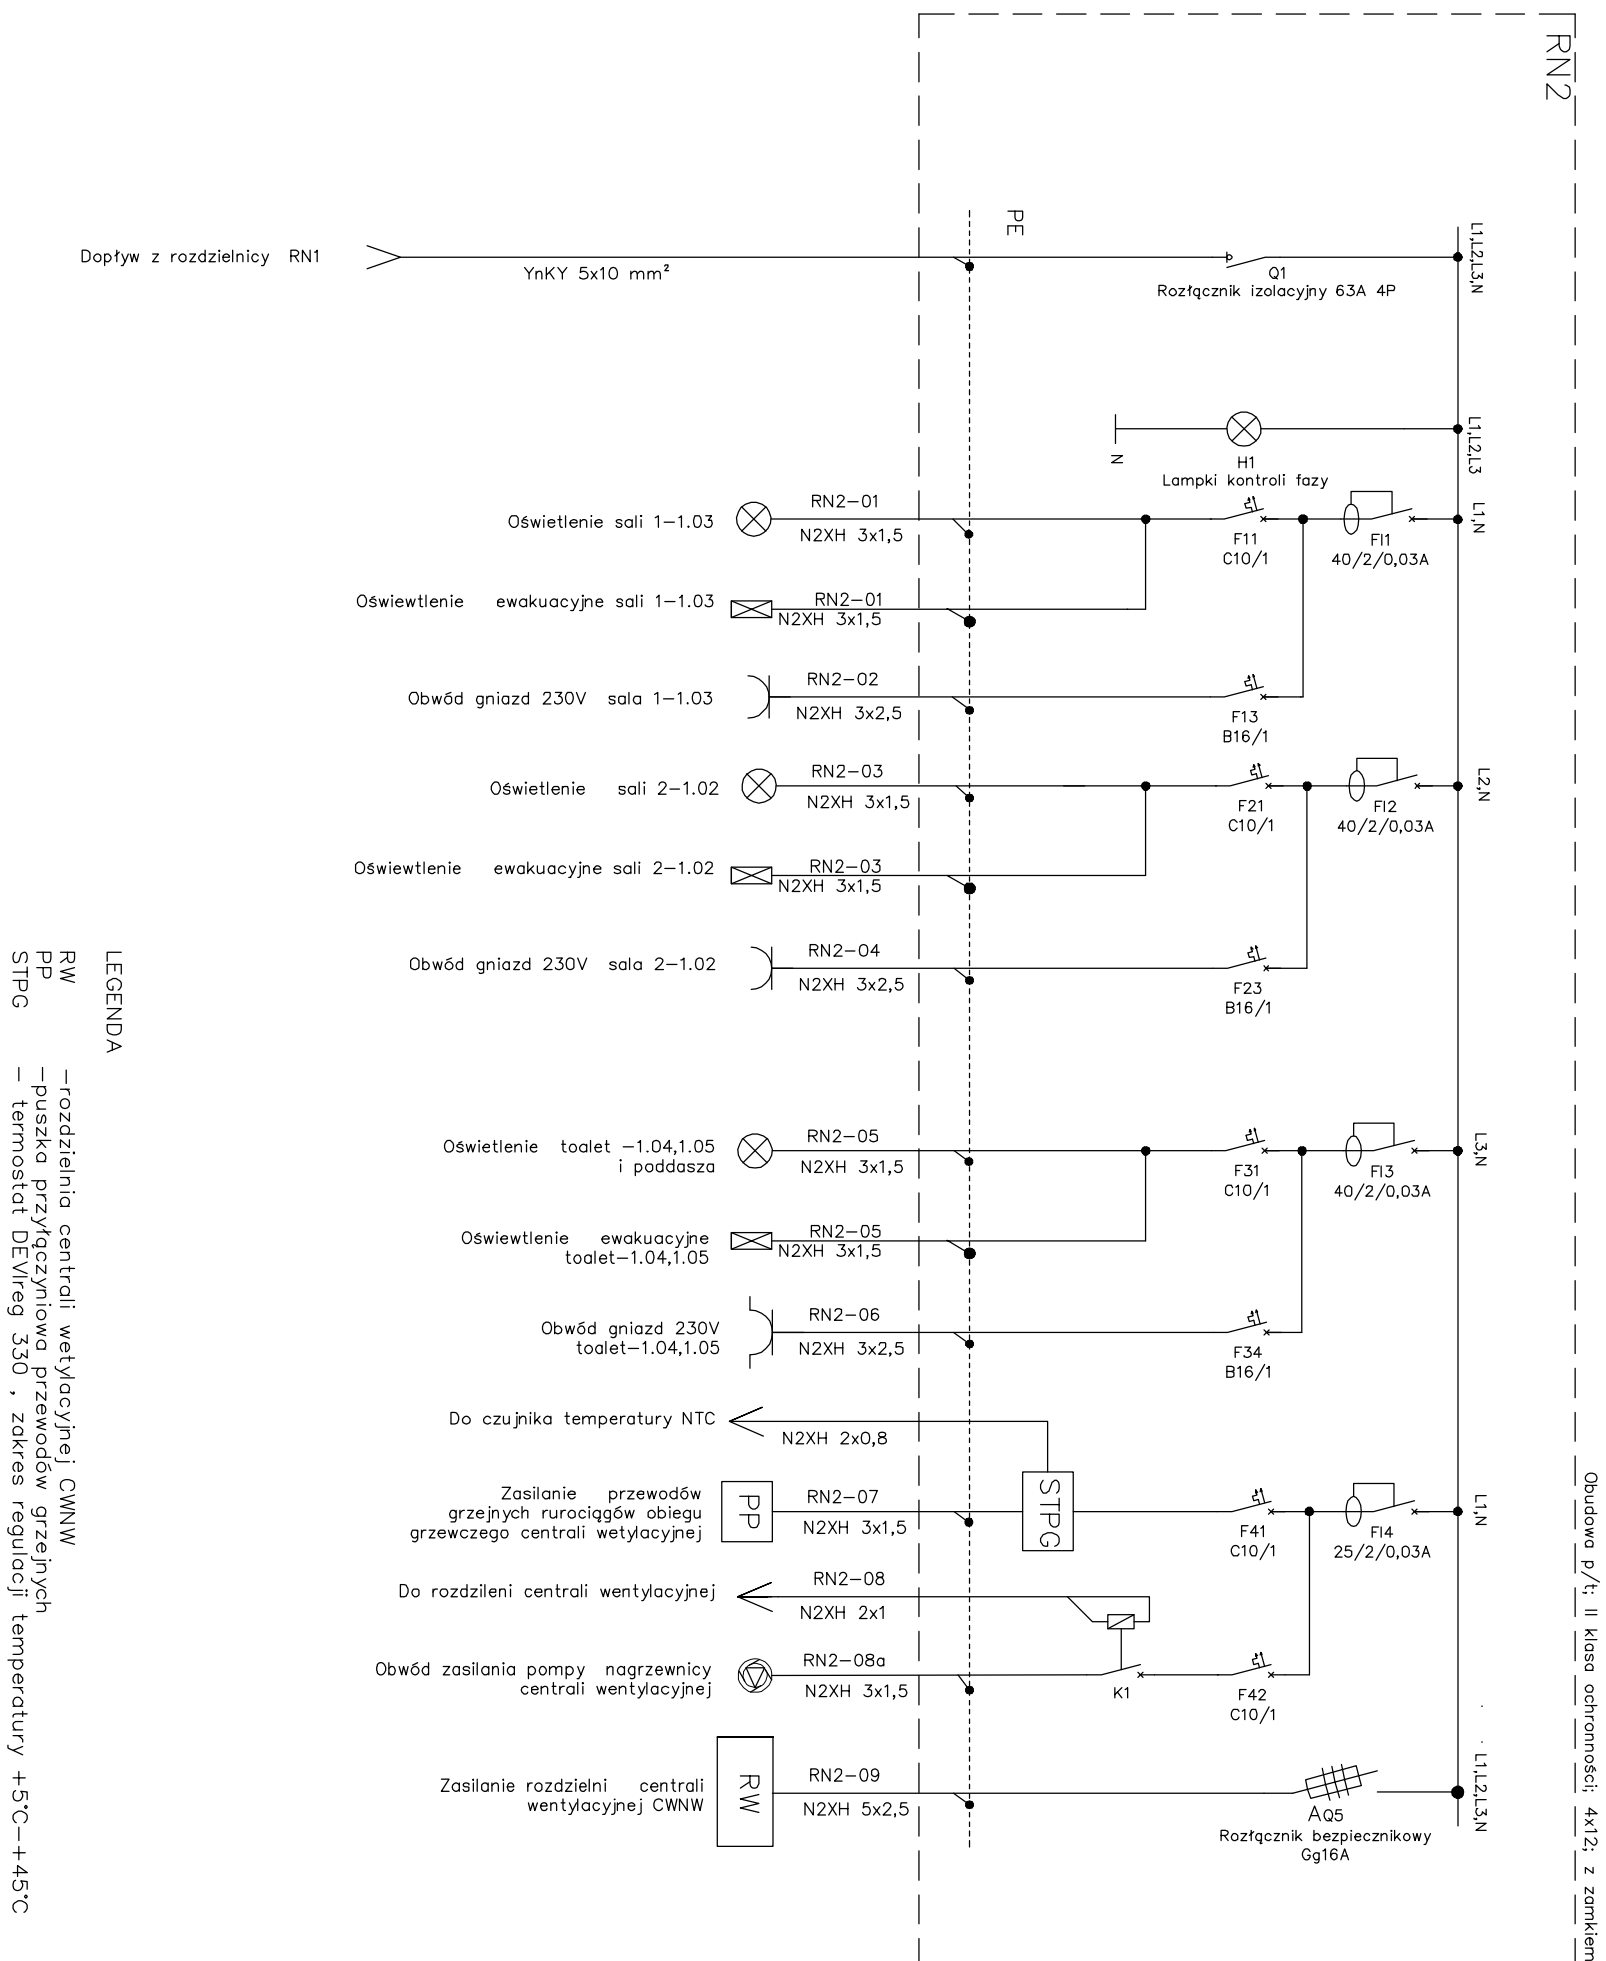 RN2
PE
L1,L2,L3,N
Dopływ z rozdzielnicy RN1
YnKY 5x10 mm²
Q1
Rozłącznik izolacyjny 63A 4P
L1,L2,L3
N
H1
Lampki kontroli fazy
L1,N
RN2-01
Oświetlenie sali 1-1.03
N2XH 3x1,5
F11
C10/1
FI1
40/2/0,03A
Oświewtlenie ewakuacyjne sali 1-1.03
RN2-01
N2XH 3x1,5
RN2-02
Obwód gniazd 230V sala 1-1.03
N2XH 3x2,5
F13
B16/1
L2,N
RN2-03
Oświetlenie sali 2-1.02
N2XH 3x1,5
F21
C10/1
FI2
40/2/0,03A
Oświewtlenie ewakuacyjne sali 2-1.02
RN2-03
N2XH 3x1,5
RN2-04
Obwód gniazd 230V sala 2-1.02
N2XH 3x2,5
F23
B16/1
L3,N
RN2-05
Oświetlenie toalet -1.04,1.05
i poddasza
N2XH 3x1,5
F31
C10/1
FI3
40/2/0,03A
RN2-05
Oświewtlenie ewakuacyjne
toalet-1.04,1.05
N2XH 3x1,5
RN2-06
Obwód gniazd 230V
toalet-1.04,1.05
N2XH 3x2,5
F34
B16/1
Do czujnika temperatury NTC
N2XH 2x0,8
STPG
L1,N
Zasilanie przewodów
grzejnych rurociągów obiegu
grzewczego centrali wetylacyjnej
PP
RN2-07
N2XH 3x1,5
F41
C10/1
FI4
25/2/0,03A
Do rozdzileni centrali wentylacyjnej
RN2-08
N2XH 2x1
Obwód zasilania pompy nagrzewnicy
centrali wentylacyjnej
RN2-08a
N2XH 3x1,5
K1
F42
C10/1
L1,L2,L3,N
Zasilanie rozdzielni centrali
wentylacyjnej CWNW
RW
RN2-09
N2XH 5x2,5
AQ5
Rozłącznik bezpiecznikowy
Gg16A
Obudowa p/t; II klasa ochronności; 4x12; z zamkiem
LEGENDA
RW -rozdzielnia centrali wetylacyjnej CWNW
PP -puszka przyłączyniowa przewodów grzejnych
STPG - termostat DEVIreg 330 , zakres regulacji temperatury +5°C-+45°C